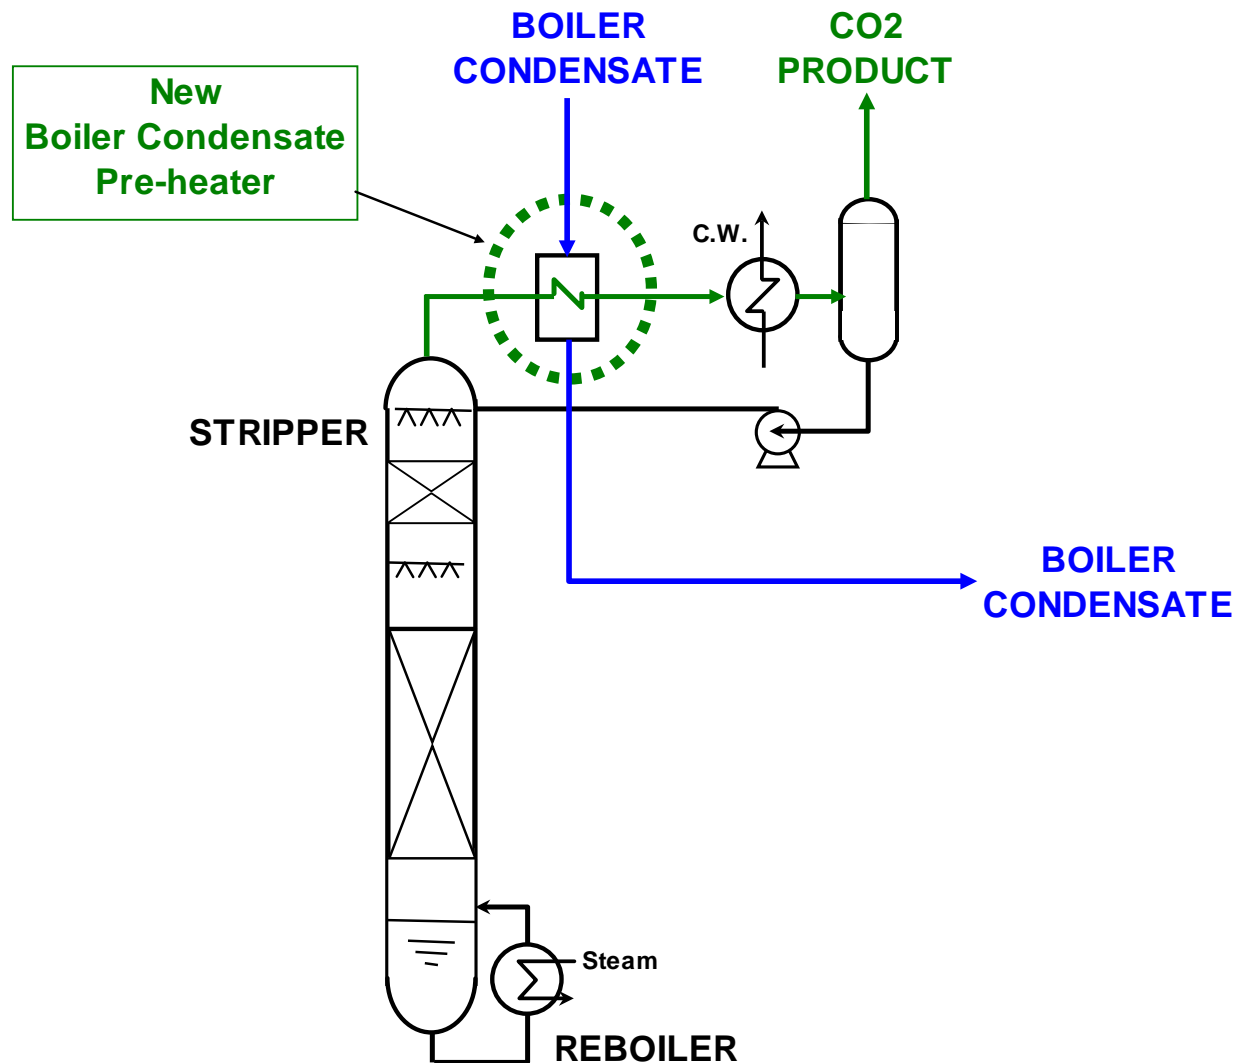 BOILER
CONDENSATE
CO2
PRODUCT
New
Boiler Condensate
Pre-heater
C.W.
STRIPPER
BOILER
CONDENSATE
Steam
REBOILER